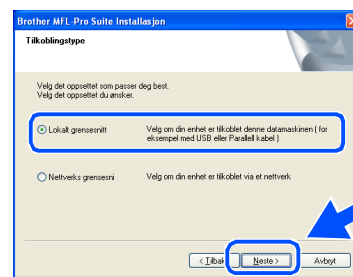 Brother MFL-Pro Suite Installasjon
Tilkoblingstype
Velg det oppsettet som passer deg best.
Velg det oppsettet du ønsker.
Lokalt grensesnitt
Velg om din enhet er tilkoblet denne datamaskinen ( for
eksempel med USB eller Parallell kabel )
Nettverks grensesni
Velg om din enhet er tilkoblet via et nettverk
Neste >
Avbryt